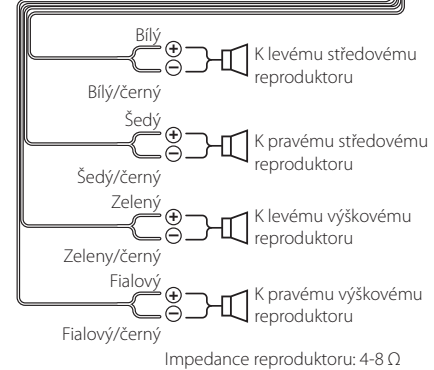 Bílý
K levému středovému
reproduktoru
Bílý/černý
Šedý
K pravému středovému
reproduktoru
Šedý/černý
Zelený
K levému výškovému
reproduktoru
Zeleny/černý
Fialový
K pravému výškovému
reproduktoru
Fialový/černý
Impedance reproduktoru: 4-8 Ω